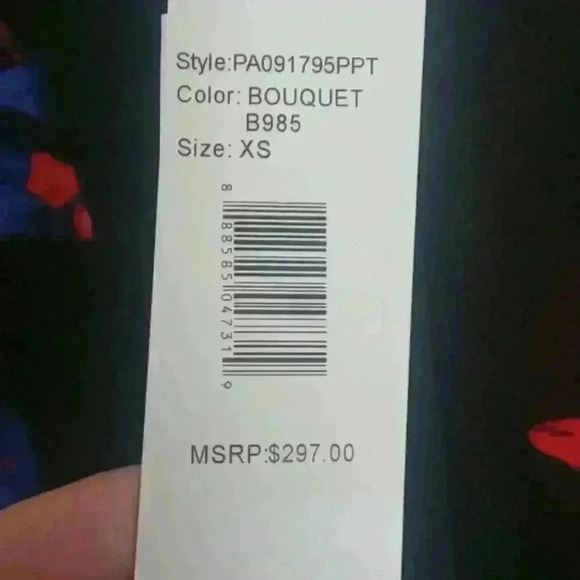 Style:PA091795PPT
Color: BOUQUET
B985
Size: XS
8 88585 04731 9
MSRP:$297.00